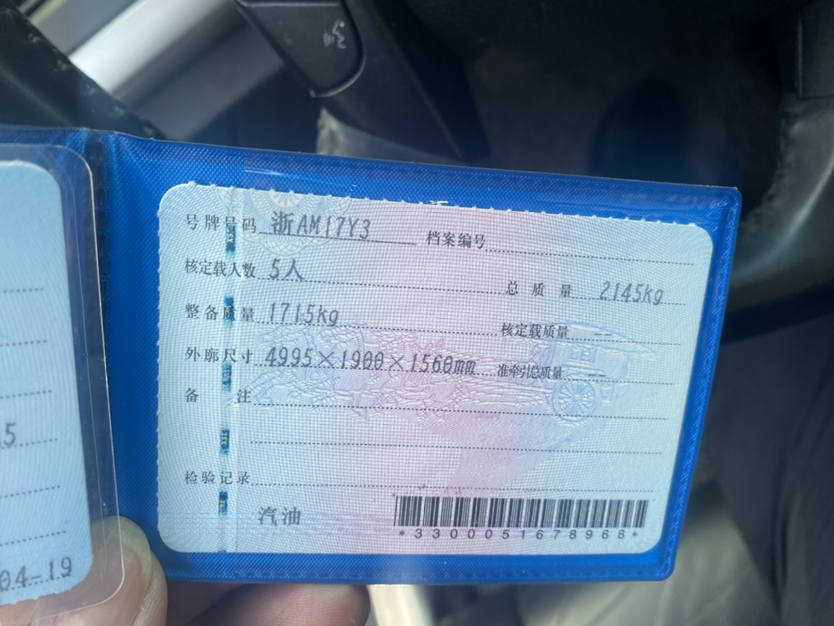 号牌号码 浙AM17Y3 档案编号
核定载人数 5人 总质量 2145kg
整备质量 1715kg 核定载质量 --
外廓尺寸 4995×1900×1560mm 准牵引总质量 --
备注
检验记录
汽油
*3300051678968*
5
04-19